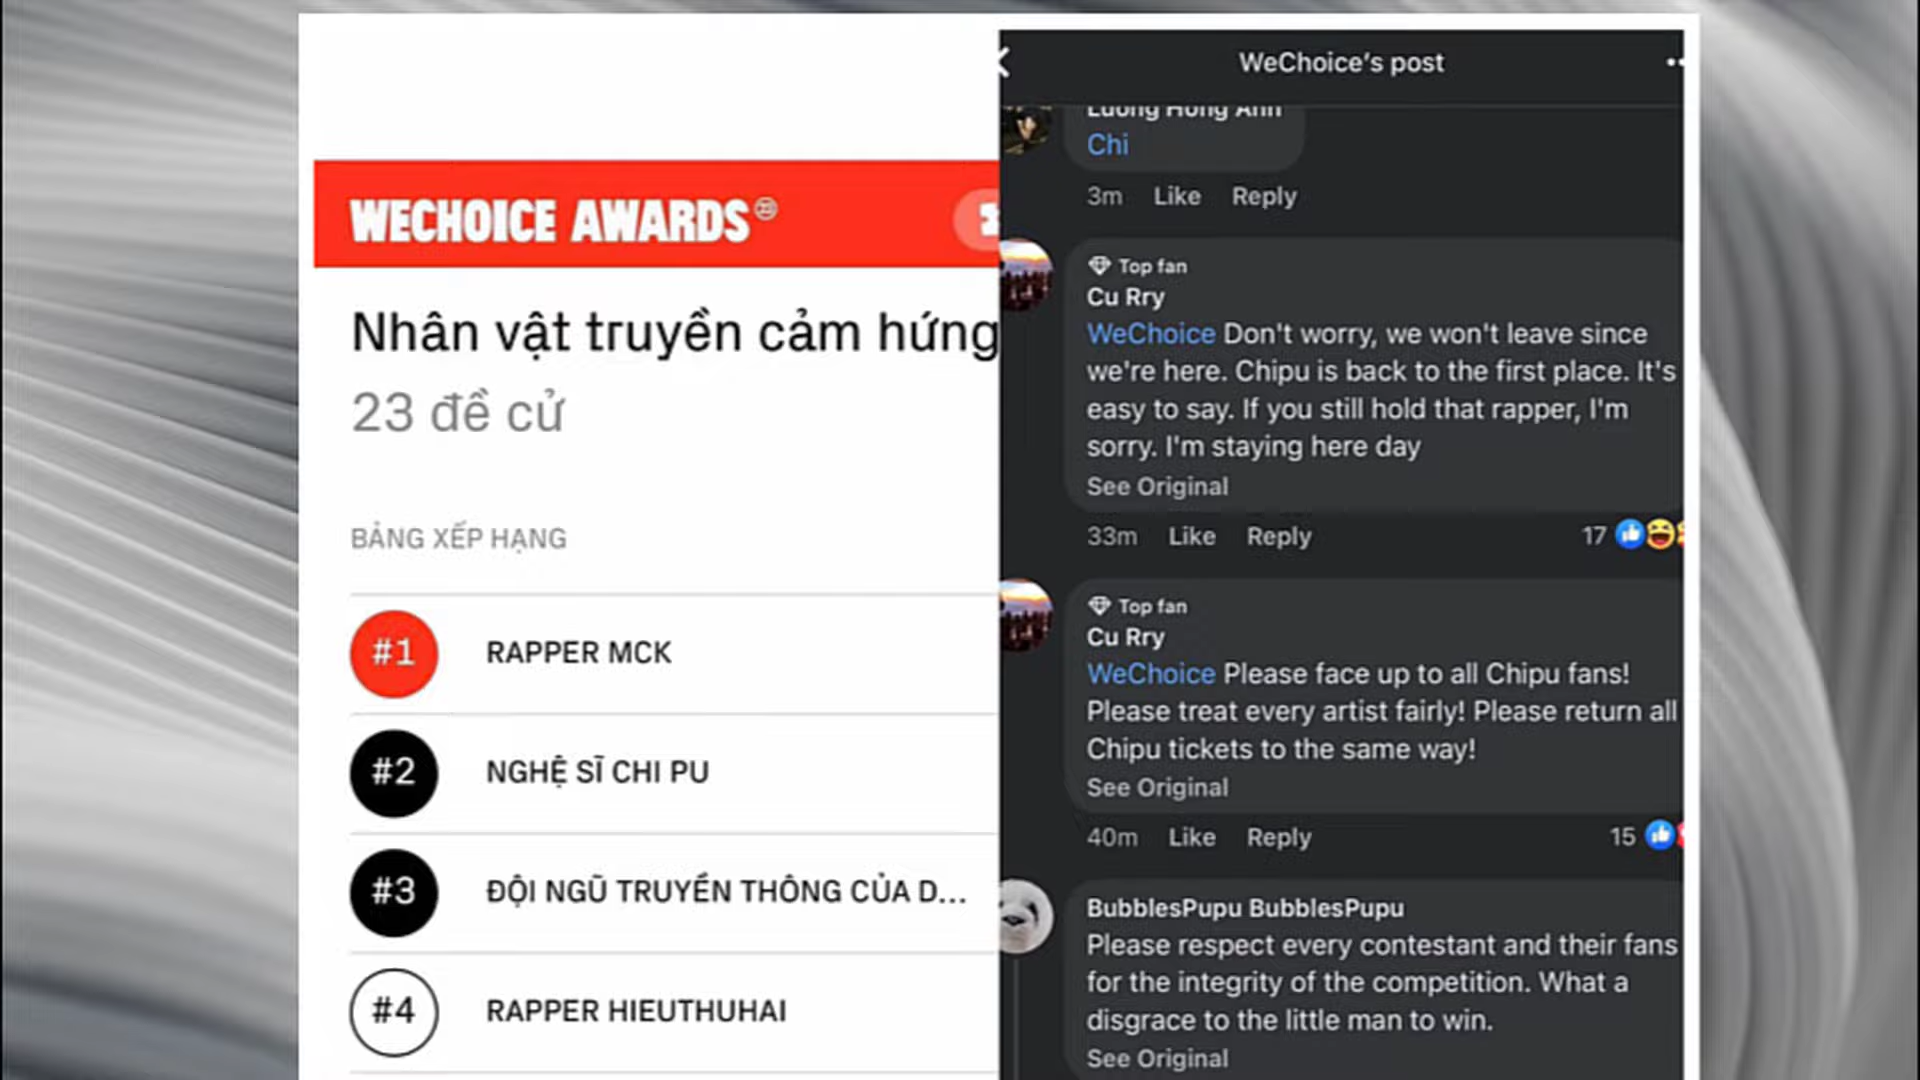 WECHOICE AWARDS
Nhân vật truyền cảm hứng
23 đề cử
BẢNG XẾP HẠNG
#1 RAPPER MCK
#2 NGHỆ SĨ CHI PU
#3 ĐỘI NGŨ TRUYỀN THÔNG CỦA D...
#4 RAPPER HIEUTHUHAI
WeChoice's post
Luong Hong Anh
Chi
3m Like Reply
Top fan
Cu Rry
WeChoice Don't worry, we won't leave since
we're here. Chipu is back to the first place. It's
easy to say. If you still hold that rapper, I'm
sorry. I'm staying here day
See Original
33m Like Reply 17
Top fan
Cu Rry
WeChoice Please face up to all Chipu fans!
Please treat every artist fairly! Please return all
Chipu tickets to the same way!
See Original
40m Like Reply 15
BubblesPupu BubblesPupu
Please respect every contestant and their fans
for the integrity of the competition. What a
disgrace to the little man to win.
See Original